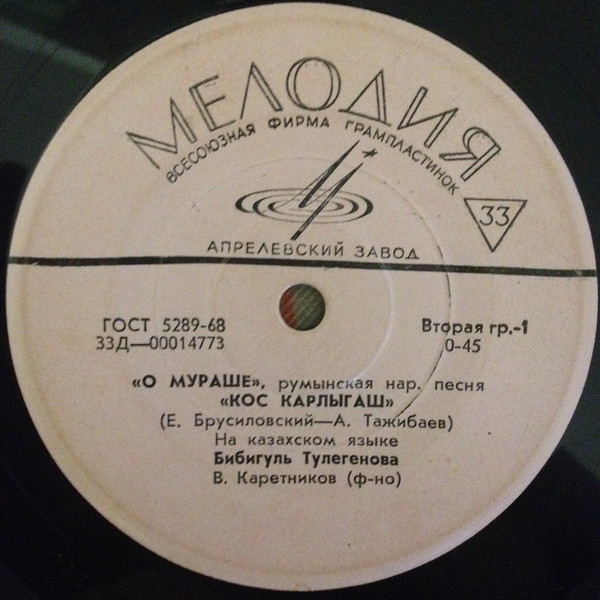 МЕЛОДИЯ
ВСЕСОЮЗНАЯ ФИРМА ГРАМПЛАСТИНОК
33
АПРЕЛЕВСКИЙ ЗАВОД
ГОСТ 5289-68
Вторая гр.-1
33Д—00014773
0-45
«О МУРАШЕ», румынская нар. песня
«КОС КАРЛЫГАШ»
(Е. Брусиловский—А. Тажибаев)
На казахском языке
Бибигуль Тулегенова
В. Каретников (ф-но)